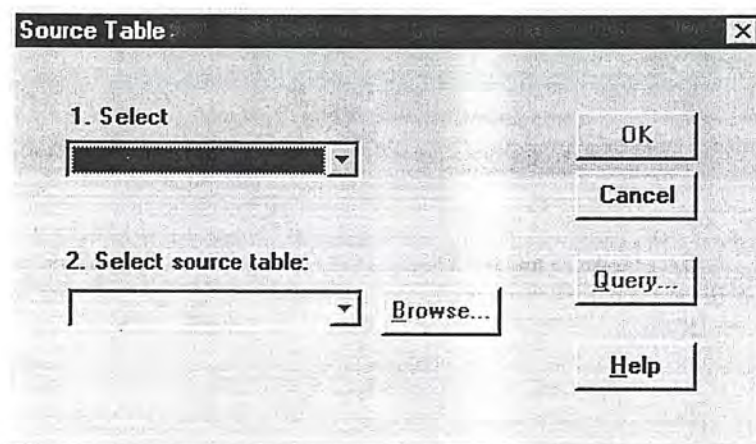 Source Table
1. Select
OK
Cancel
2. Select source table:
Browse...
Query...
Help